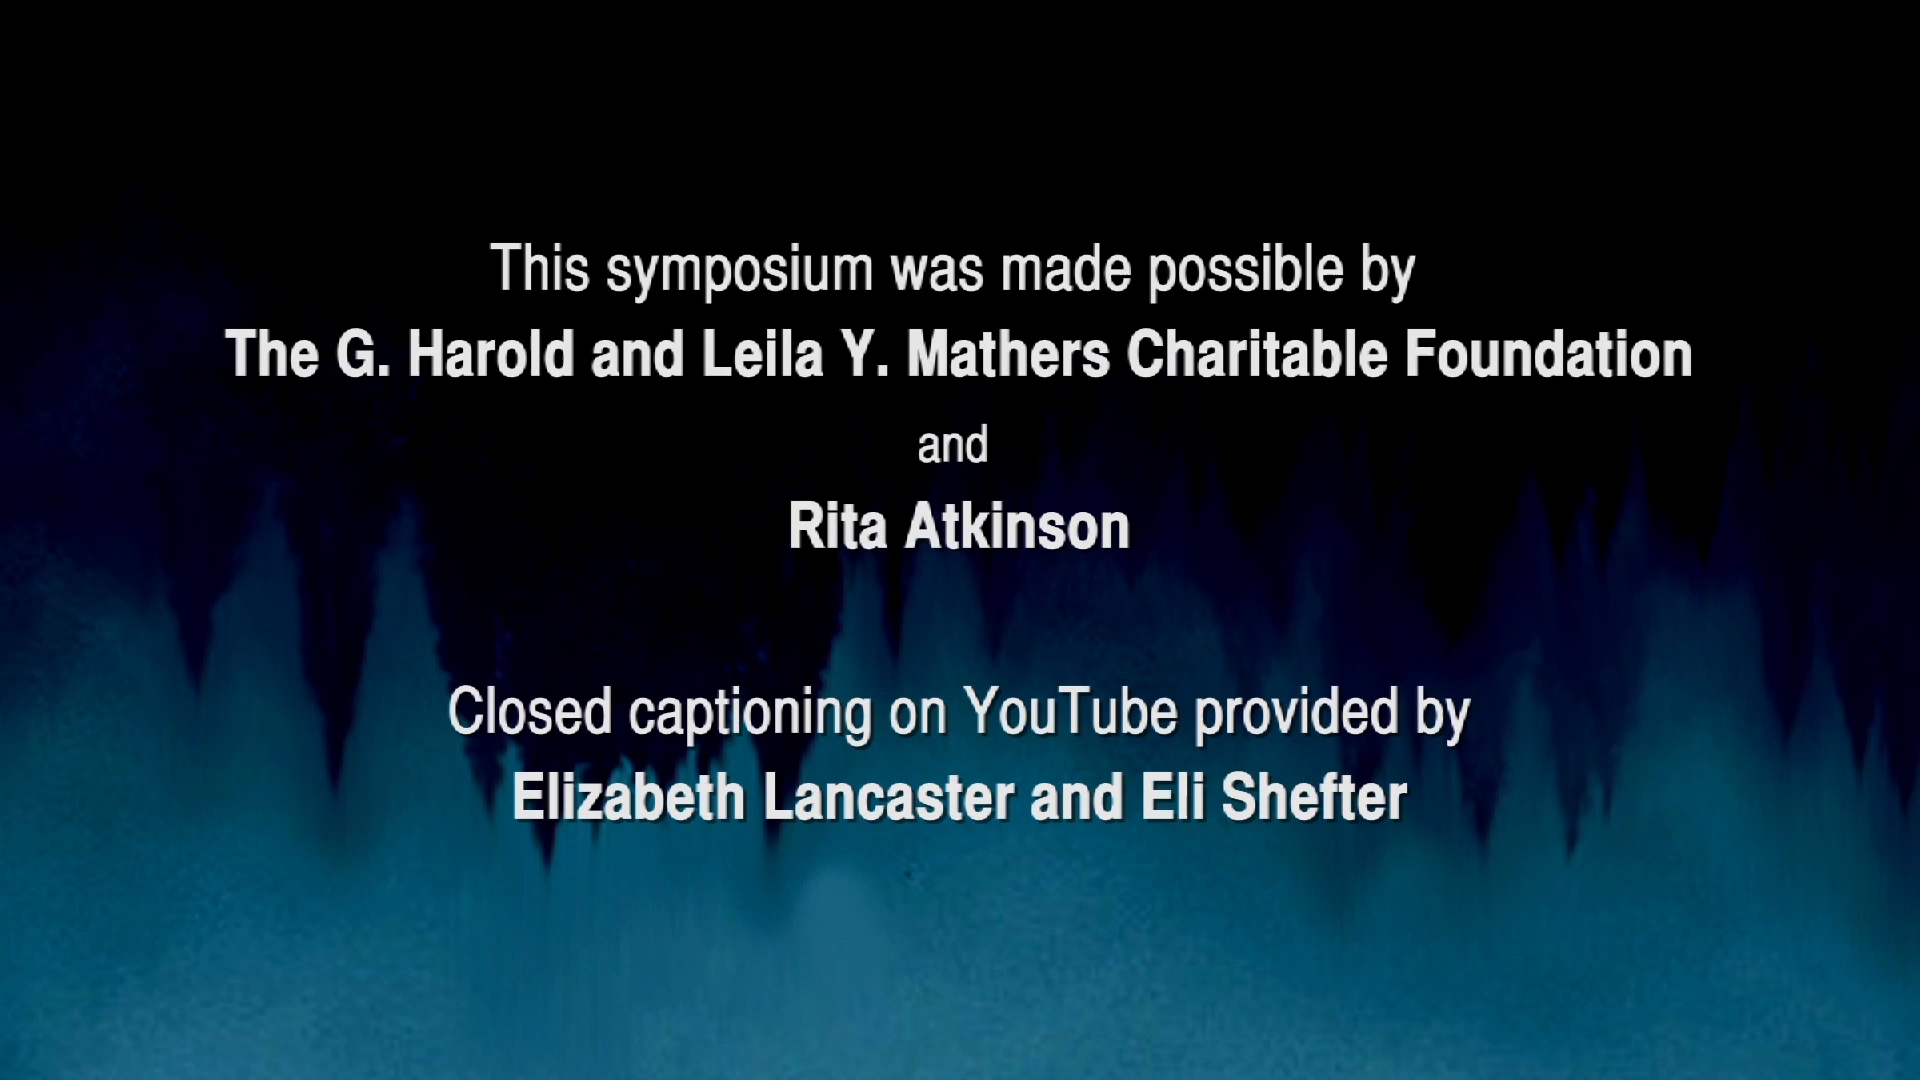 This symposium was made possible by
The G. Harold and Leila Y. Mathers Charitable Foundation
and
Rita Atkinson
Closed captioning on YouTube provided by
Elizabeth Lancaster and Eli Shefter